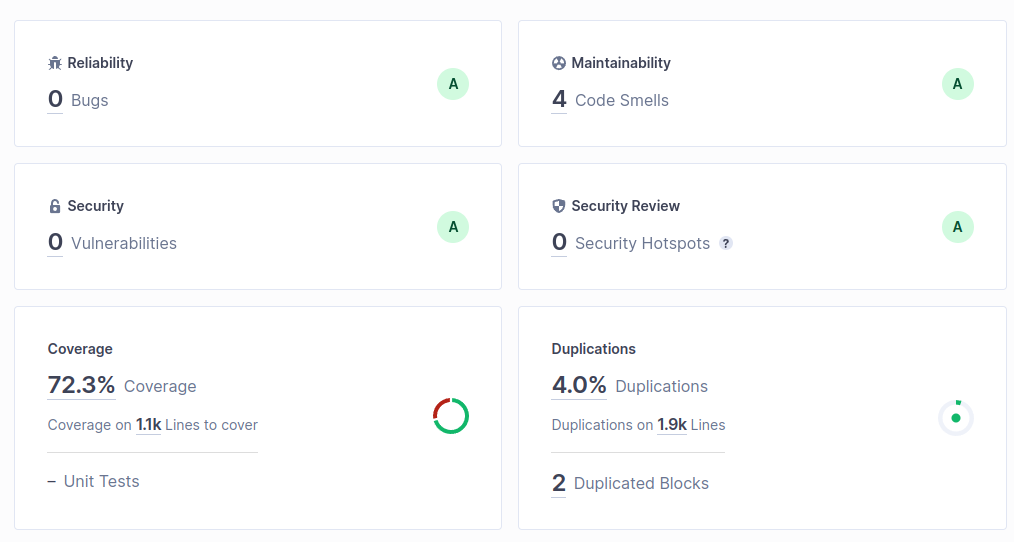 Reliability
0 Bugs
A
Maintainability
4 Code Smells
A
Security
0 Vulnerabilities
A
Security Review
0 Security Hotspots ?
A
Coverage
72.3% Coverage
Coverage on 1.1k Lines to cover
– Unit Tests
Duplications
4.0% Duplications
Duplications on 1.9k Lines
2 Duplicated Blocks